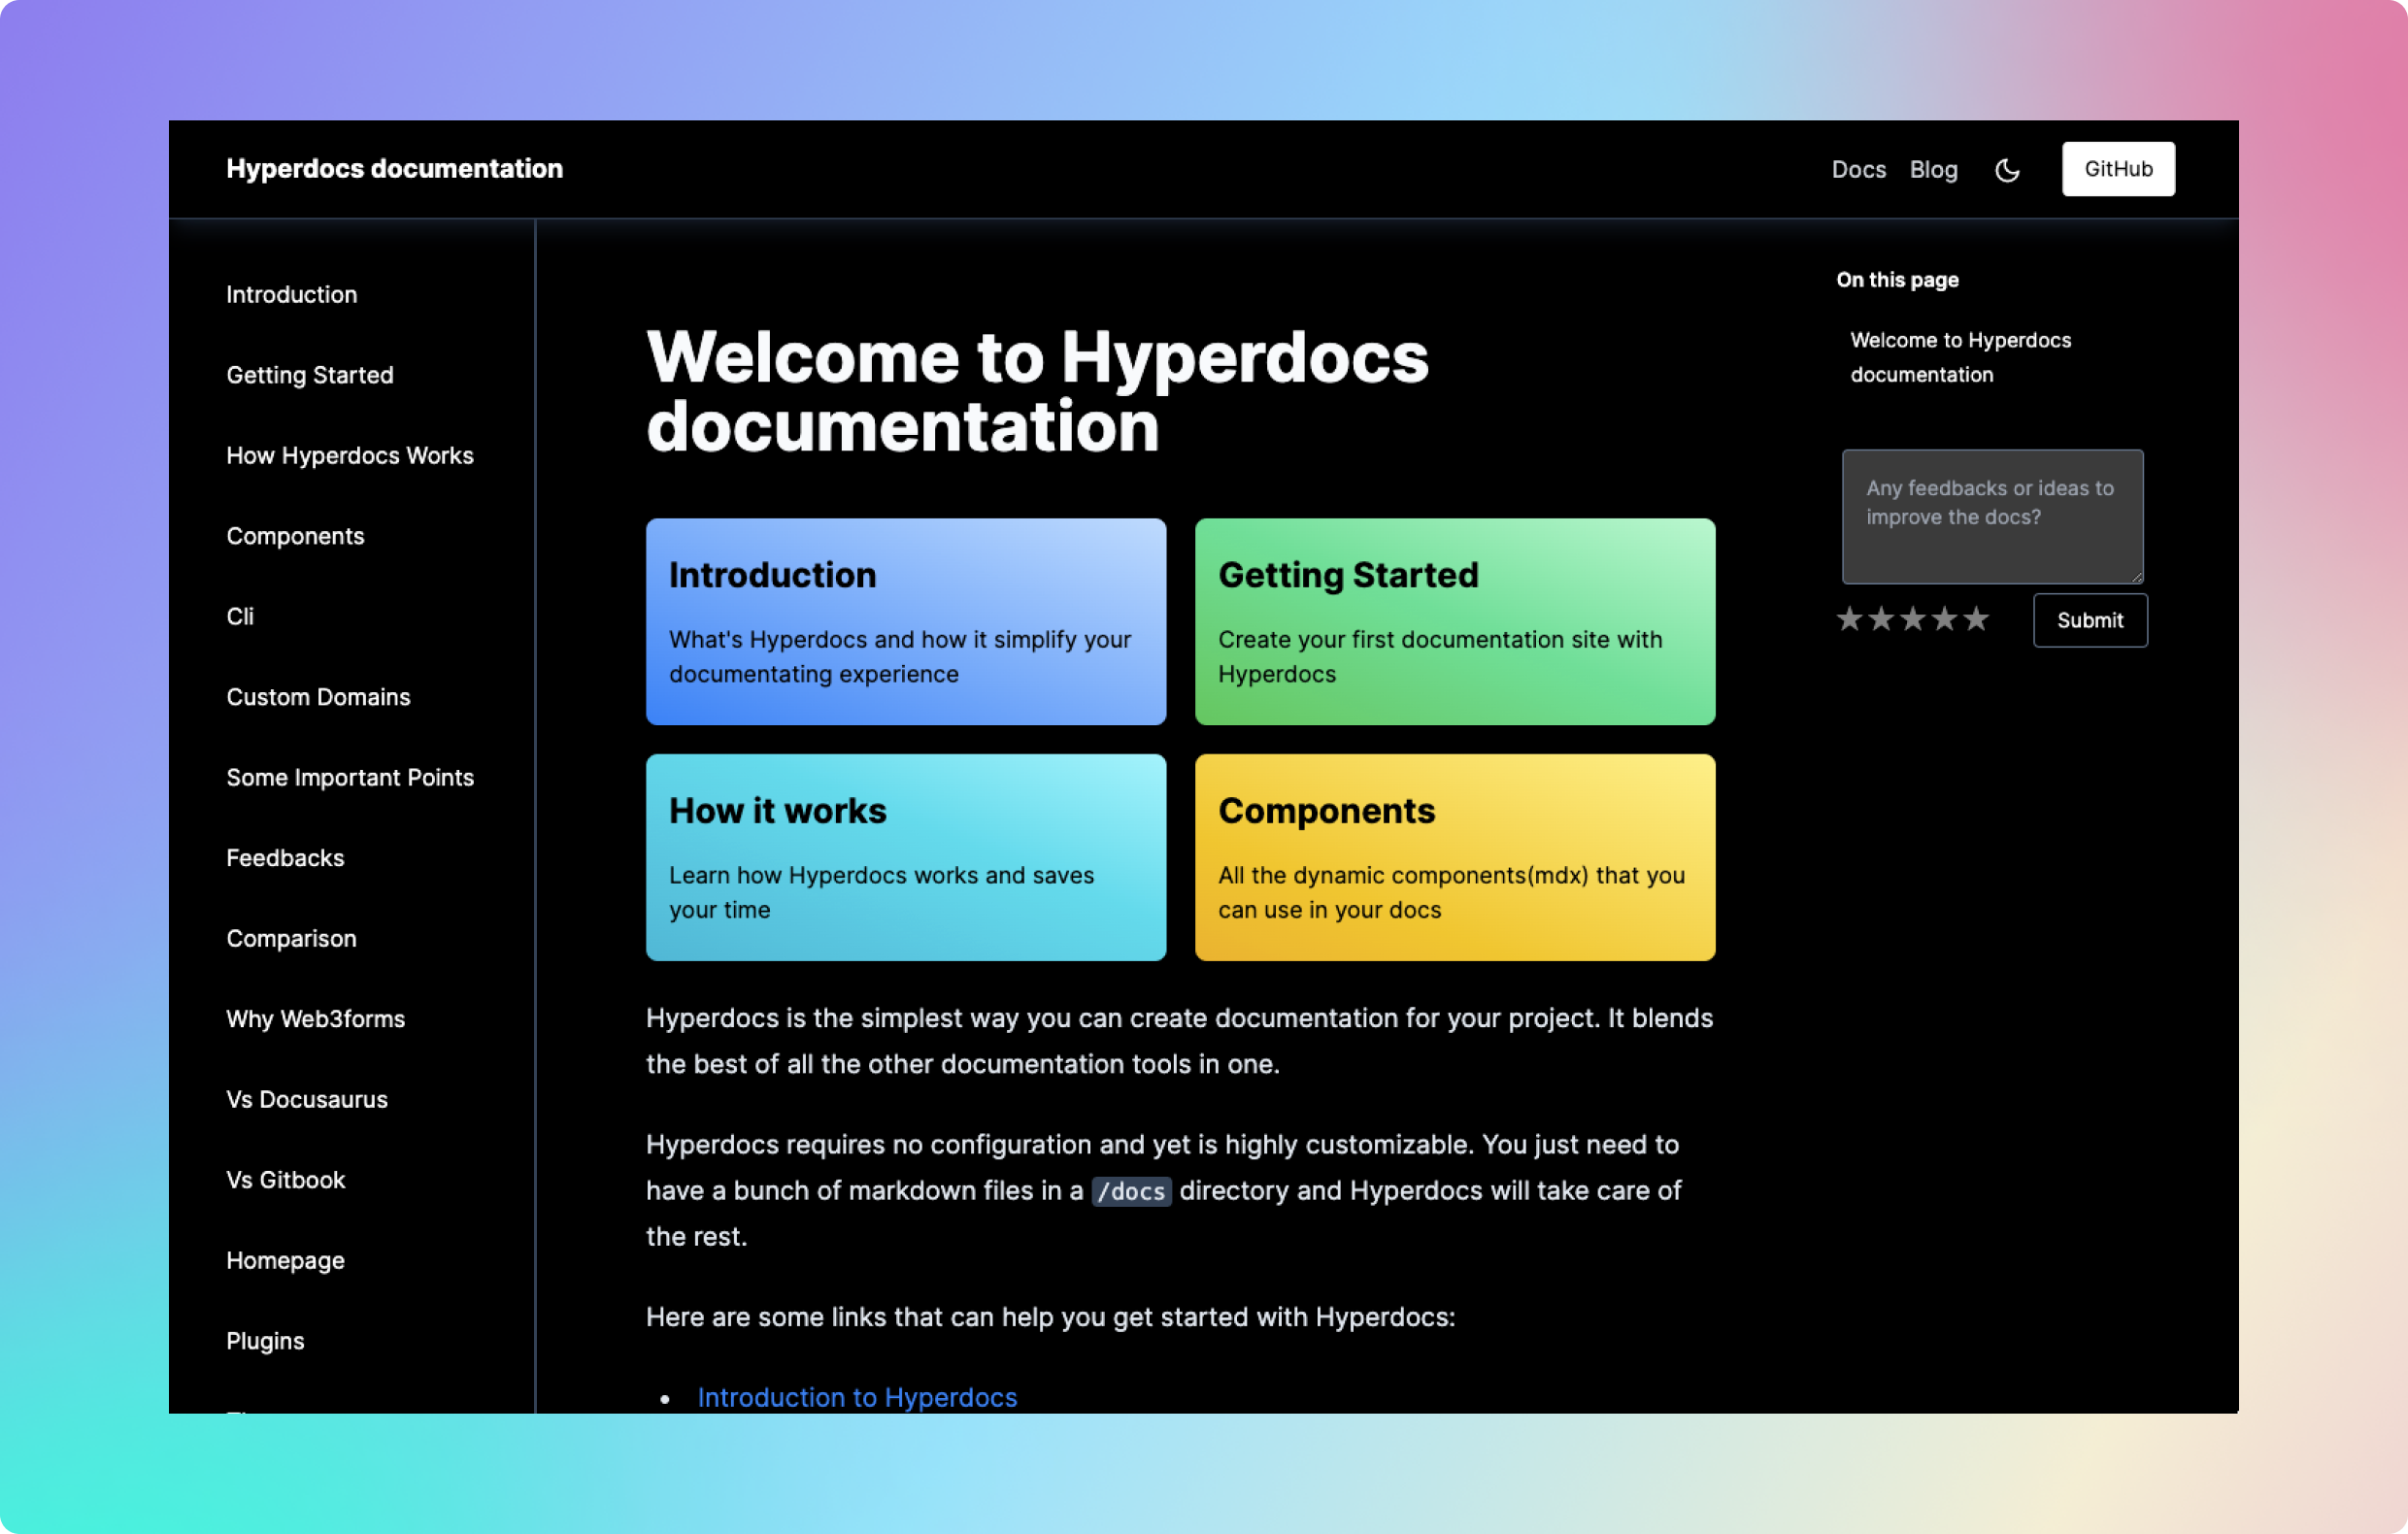 Hyperdocs documentation
Docs
Blog
GitHub
Introduction
Getting Started
How Hyperdocs Works
Components
Cli
Custom Domains
Some Important Points
Feedbacks
Comparison
Why Web3forms
Vs Docusaurus
Vs Gitbook
Homepage
Plugins
Welcome to Hyperdocs
documentation
Introduction
What's Hyperdocs and how it simplify your
documentating experience
Getting Started
Create your first documentation site with
Hyperdocs
How it works
Learn how Hyperdocs works and saves
your time
Components
All the dynamic components(mdx) that you
can use in your docs
Hyperdocs is the simplest way you can create documentation for your project. It blends
the best of all the other documentation tools in one.
Hyperdocs requires no configuration and yet is highly customizable. You just need to
have a bunch of markdown files in a /docs directory and Hyperdocs will take care of
the rest.
Here are some links that can help you get started with Hyperdocs:
• Introduction to Hyperdocs
On this page
Welcome to Hyperdocs
documentation
Any feedbacks or ideas to
improve the docs?
★★★★★
Submit